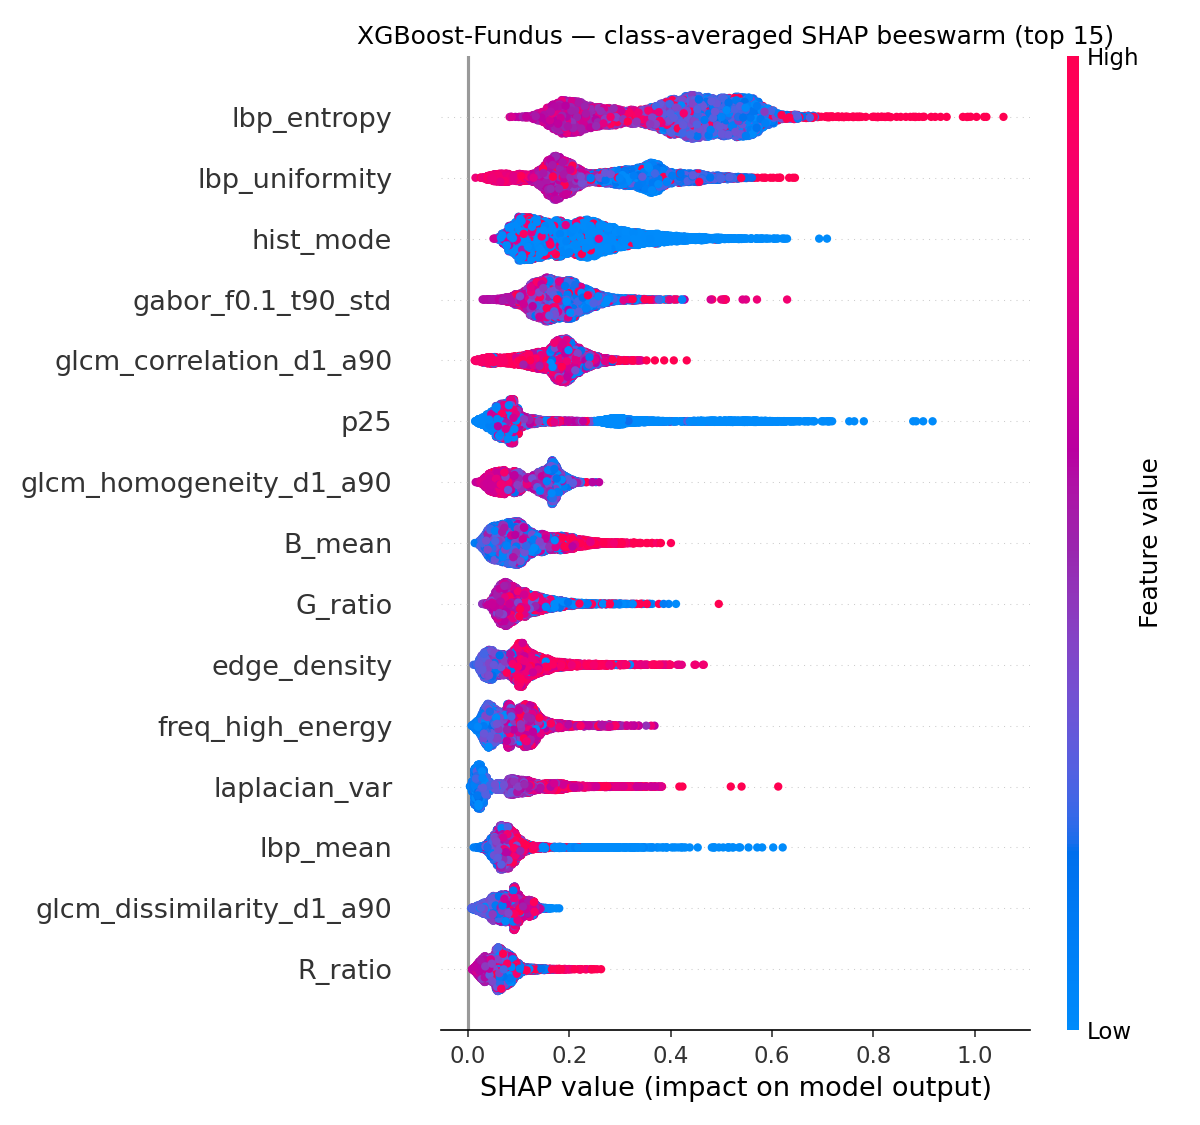 XGBoost-Fundus — class-averaged SHAP beeswarm (top 15)
High
lbp_entropy
lbp_uniformity
hist_mode
gabor_f0.1_t90_std
glcm_correlation_d1_a90
p25
glcm_homogeneity_d1_a90
B_mean
G_ratio
edge_density
freq_high_energy
laplacian_var
lbp_mean
glcm_dissimilarity_d1_a90
R_ratio
Feature value
Low
0.0 0.2 0.4 0.6 0.8 1.0
SHAP value (impact on model output)